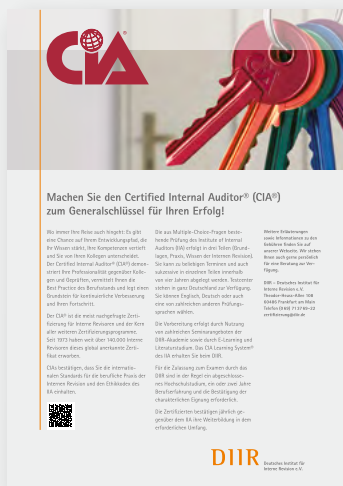 CIA®
Machen Sie den Certified Internal Auditor® (CIA®)
zum Generalschlüssel für Ihren Erfolg!
Wo immer Ihre Reise auch hingeht: Es gibt
eine Chance auf Ihrem Entwicklungspfad, die
Ihr Wissen stärkt, Ihre Kompetenzen vertieft
und Sie von Ihren Kollegen unterscheidet.
Der Certified Internal Auditor® (CIA®) demon-
striert Ihre Professionalität gegenüber Kolle-
gen und Geprüften, vermittelt Ihnen die
Best Practice des Berufsstands und legt einen
Grundstein für kontinuierliche Verbesserung
und Ihren Fortschritt.
Der CIA® ist die meist nachgefragte Zerti-
fizierung für Interne Revisoren und der Kern
aller weiteren Zertifizierungsprogramme.
Seit 1973 haben weit über 140.000 Interne
Revisoren dieses global anerkannte Zerti-
fikat erworben.
CIAs bestätigen, dass Sie die internatio-
nalen Standards für die berufliche Praxis der
Internen Revision und den Ethikkodex des
IIA einhalten.
Die aus Multiple-Choice-Fragen beste-
hende Prüfung des Institute of Internal
Auditors (IIA) erfolgt in drei Teilen (Grund-
lagen, Praxis, Wissen der Internen Revision).
Sie kann zu beliebigen Terminen und auch
sukzessive in einzelnen Teilen innerhalb
von vier Jahren abgelegt werden. Testcenter
stehen in ganz Deutschland zur Verfügung.
Sie können Englisch, Deutsch oder auch
eine von zahlreichen anderen Prüfungs-
sprachen wählen.
Die Vorbereitung erfolgt durch Nutzung
von zahlreichen Seminarangeboten der
DIIR-Akademie sowie durch E-Learning und
Literaturstudium. Das CIA Learning System®
des IIA erhalten Sie beim DIIR.
Für die Zulassung zum Examen durch das
DIIR sind in der Regel ein abgeschlosse-
nes Hochschulstudium, ein oder zwei Jahre
Berufserfahrung und die Bestätigung der
charakterlichen Eignung erforderlich.
Die Zertifizierten bestätigen jährlich ge-
genüber dem IIA ihre Weiterbildung in dem
erforderlichen Umfang.
Weitere Erläuterungen
sowie Informationen zu den
Gebühren finden Sie auf
unserer Webseite. Wir stehen
Ihnen auch gerne persönlich
für eine Beratung zur Ver-
fügung.
DIIR – Deutsches Institut für
Interne Revision e.V.
Theodor-Heuss-Allee 108
60486 Frankfurt am Main
DIIR
Deutsches Institut für
Interne Revision e.V.